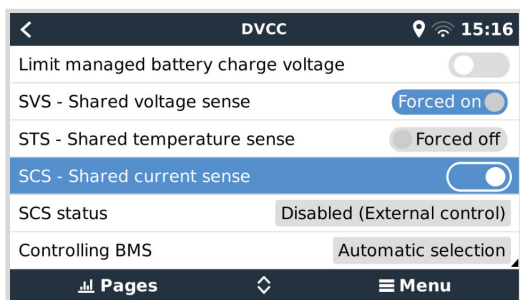 DVCC 15:16
Limit managed battery charge voltage
SVS - Shared voltage sense Forced on
STS - Shared temperature sense Forced off
SCS - Shared current sense
SCS status Disabled (External control)
Controlling BMS Automatic selection
Pages Menu